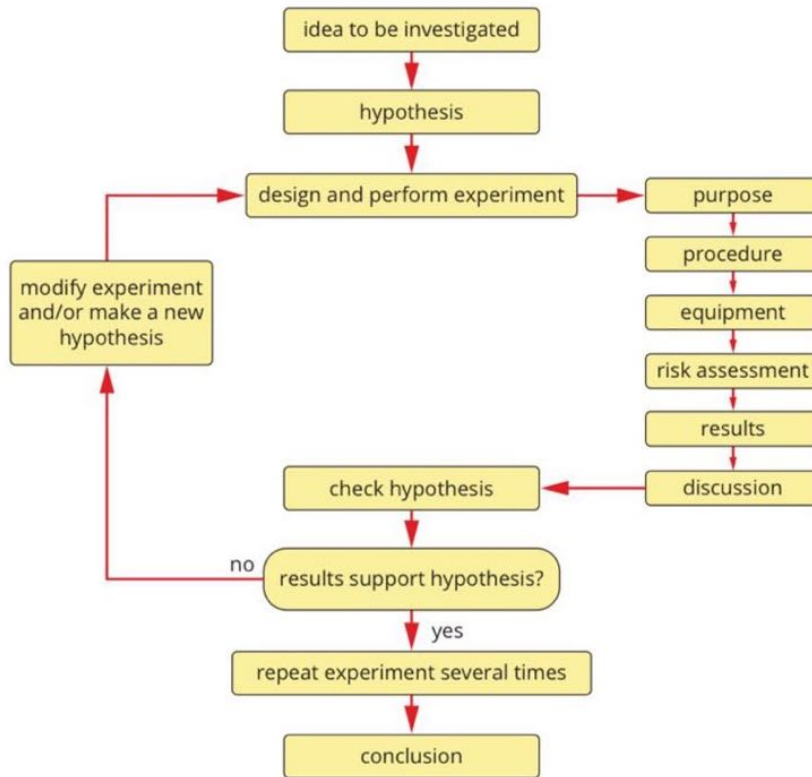 idea to be investigated
hypothesis
design and perform experiment
purpose
procedure
equipment
risk assessment
results
discussion
check hypothesis
results support hypothesis?
no
modify experiment
and/or make a new
hypothesis
yes
repeat experiment several times
conclusion